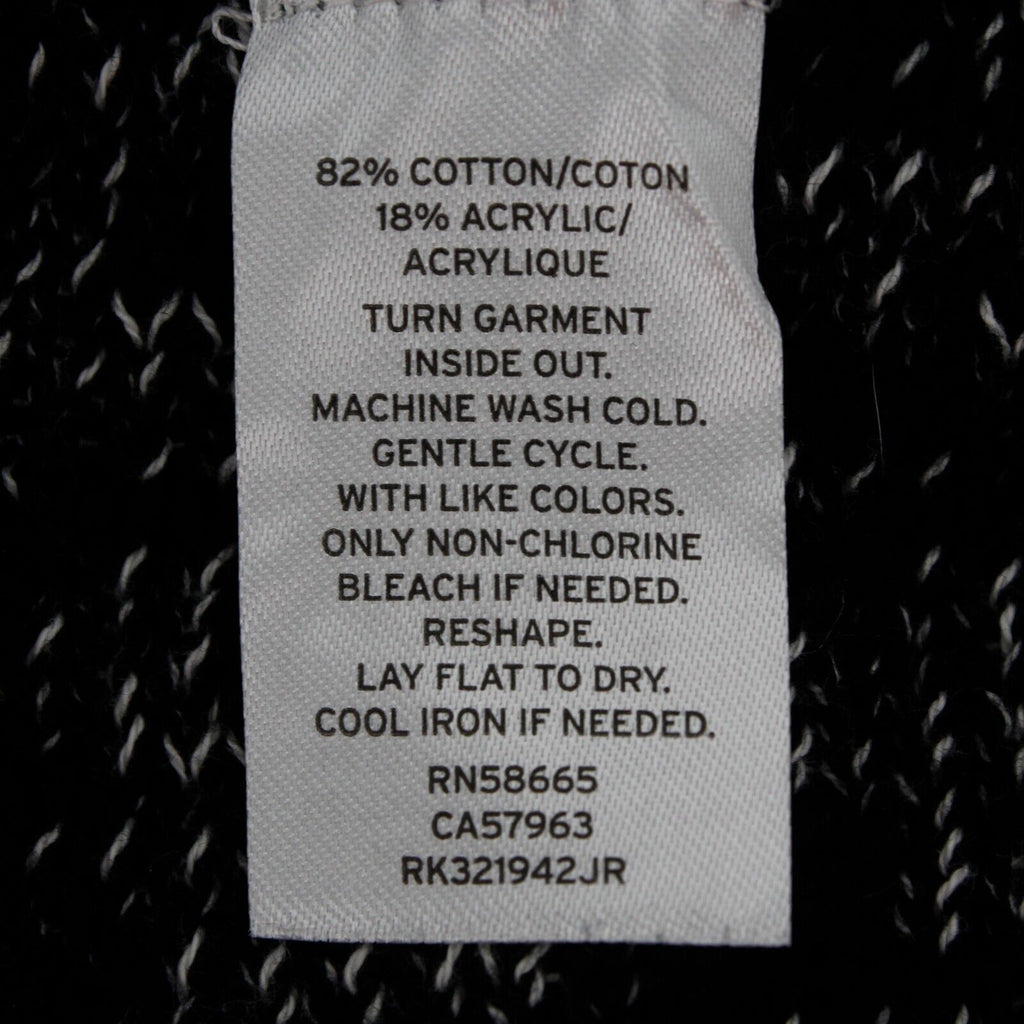 82% COTTON/COTON
18% ACRYLIC/
ACRYLIQUE
TURN GARMENT
INSIDE OUT.
MACHINE WASH COLD.
GENTLE CYCLE.
WITH LIKE COLORS.
ONLY NON-CHLORINE
BLEACH IF NEEDED.
RESHAPE.
LAY FLAT TO DRY.
COOL IRON IF NEEDED.
RN58665
CA57963
RK321942JR